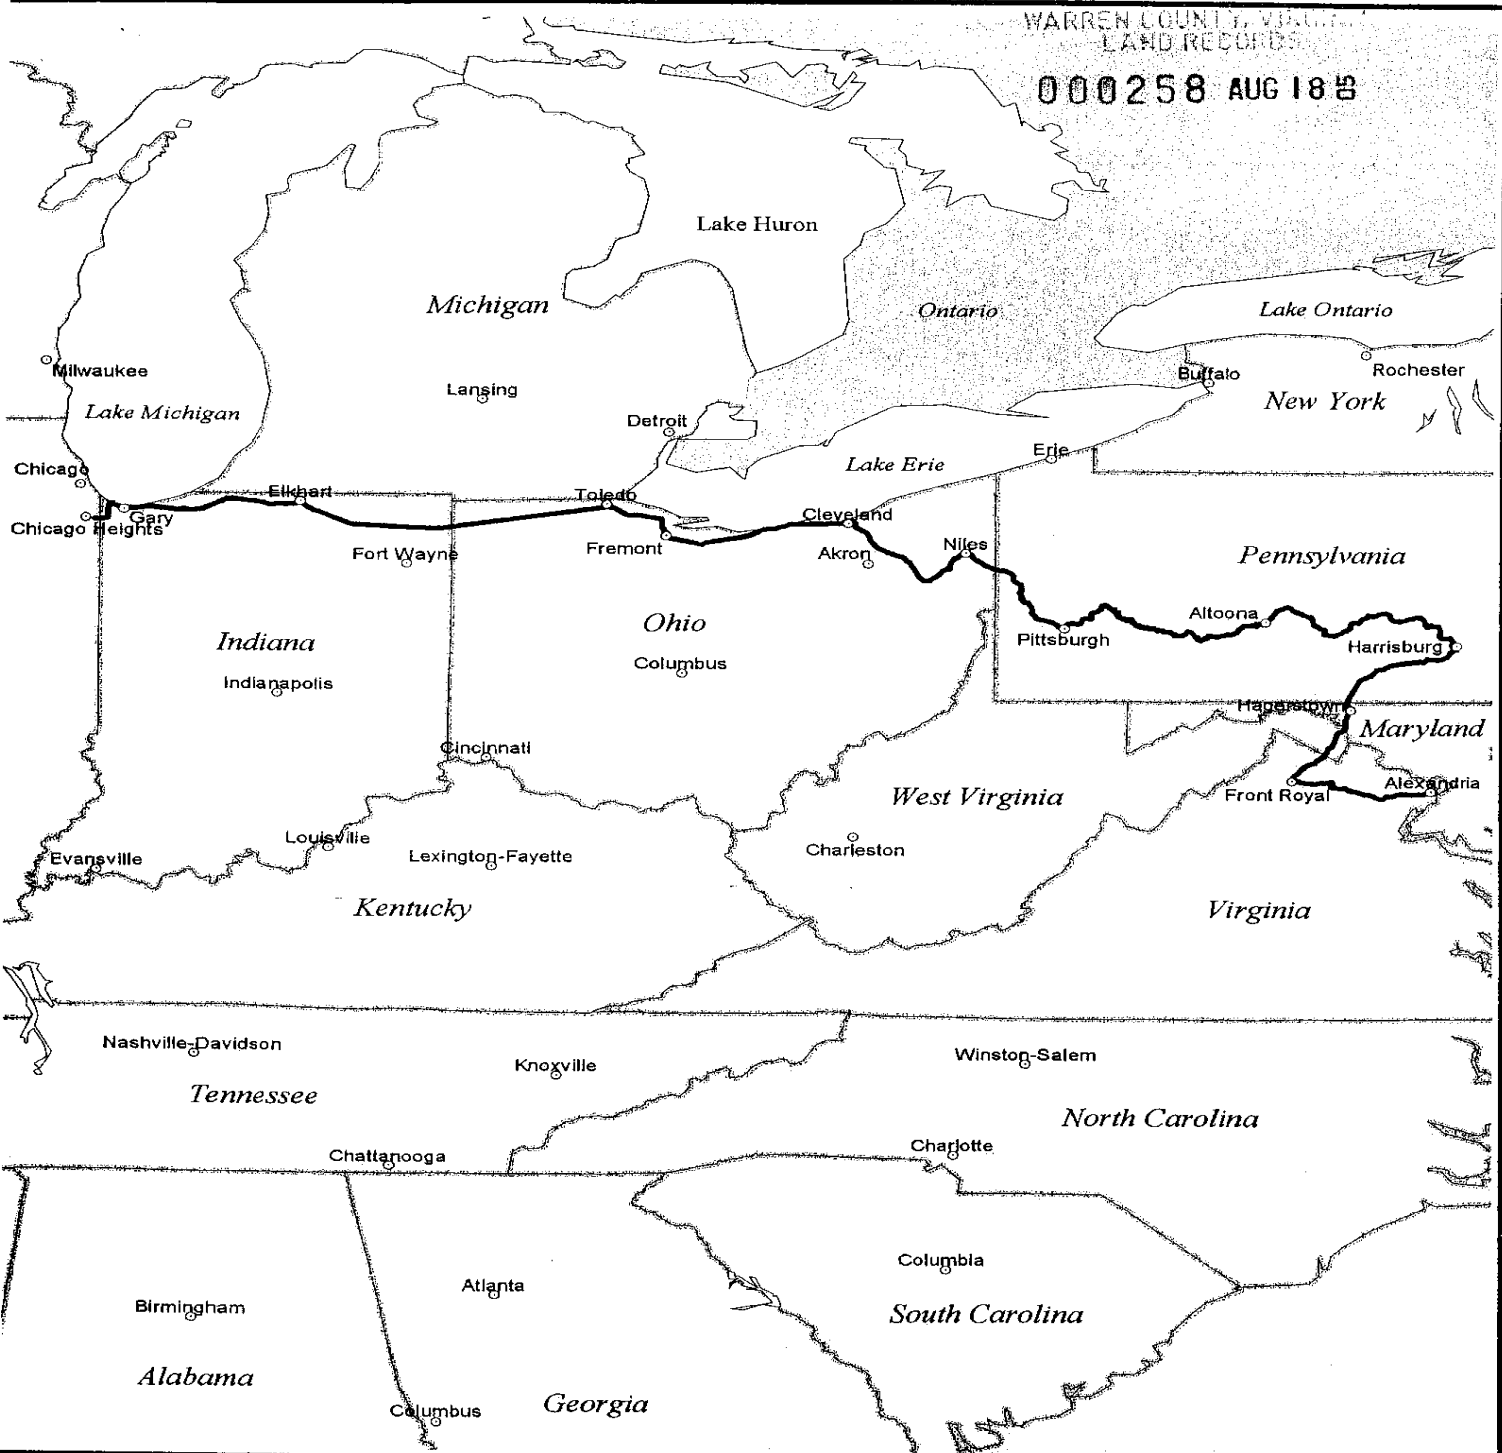 WARREN COUNTY,
LAND RECORDS
000258 AUG 18
Lake Huron
Michigan
Ontario
Lake Ontario
Milwaukee
Buffalo
Rochester
Lansing
New York
Lake Michigan
Detroit
Erie
Lake Erie
Chicago
Elkhart
Toledo
Gary
Cleveland
Chicago Heights
Fremont
Akron
Niles
Fort Wayne
Pennsylvania
Altoona
Ohio
Indiana
Pittsburgh
Harrisburg
Columbus
Indianapolis
Hagerstown
Maryland
Cincinnati
Alexandria
West Virginia
Front Royal
Louisville
Charleston
Evansville
Lexington-Fayette
Kentucky
Virginia
Nashville-Davidson
Winston-Salem
Knoxville
Tennessee
North Carolina
Charlotte
Chattanooga
Columbia
Atlanta
Birmingham
South Carolina
Alabama
Georgia
Columbus